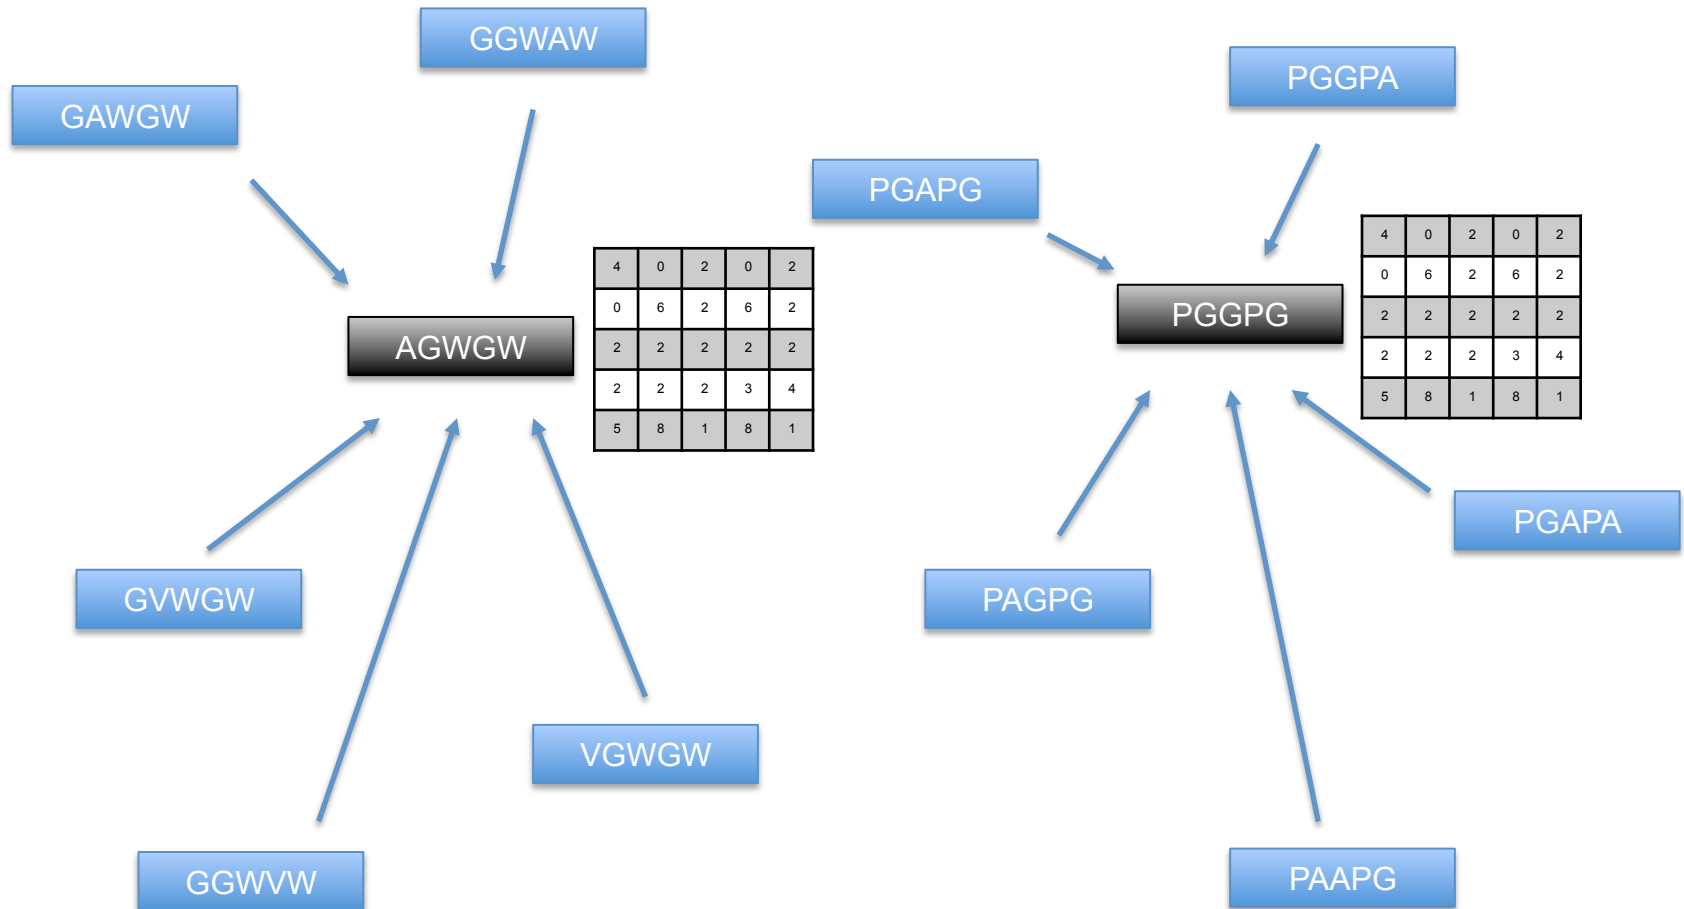 GGWAW
GAWGW
AGWGW
4 0 2 0 2
0 6 2 6 2
2 2 2 2 2
2 2 2 3 4
5 8 1 8 1
GVWGW
VGWGW
GGWVW
PGGPA
PGAPG
PGGPG
4 0 2 0 2
0 6 2 6 2
2 2 2 2 2
2 2 2 3 4
5 8 1 8 1
PGAPA
PAGPG
PAAPG